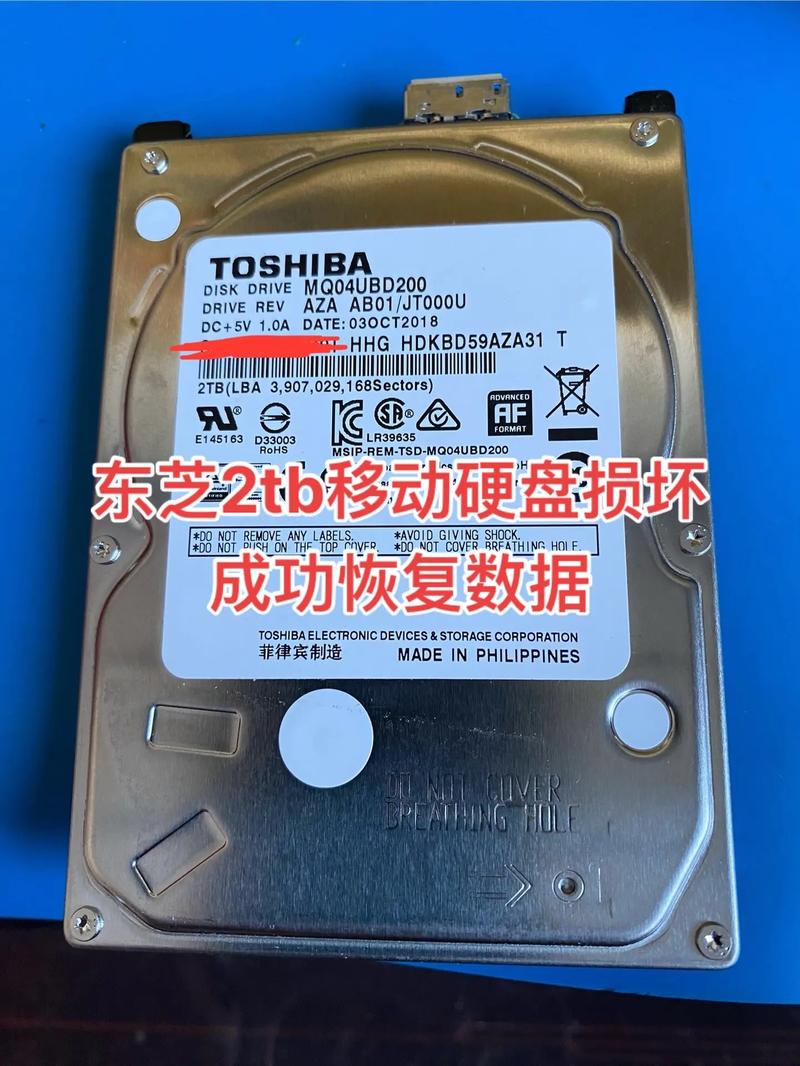 TOSHIBA
DISK DRIVE MQ04UBD200
DRIVE REV AZA AB01/JT000U
DC+5V 1.0A DATE:03OCT2018
HHG HDKBD59AZA31 T
2TB(LBA 3,907,029,168Sectors)
E145163
D33003
RoHS
LR39635
ADVANCED
AF
FORMAT
MSIP-REM-TSD-MQ04UBD200
东芝2tb移动硬盘损坏
*DO NOT REMOVE ANY LABELS. *AVOID GIVING SHOCK.
*DO NOT PUSH ON THE TOP COVER. *DO NOT COVER BREATHING HOLE.
成功恢复数据
TOSHIBA ELECTRONIC DEVICES & STORAGE CORPORATION
菲律宾制造 MADE IN PHILIPPINES
DO NOT COVER
BREATHING HOLE